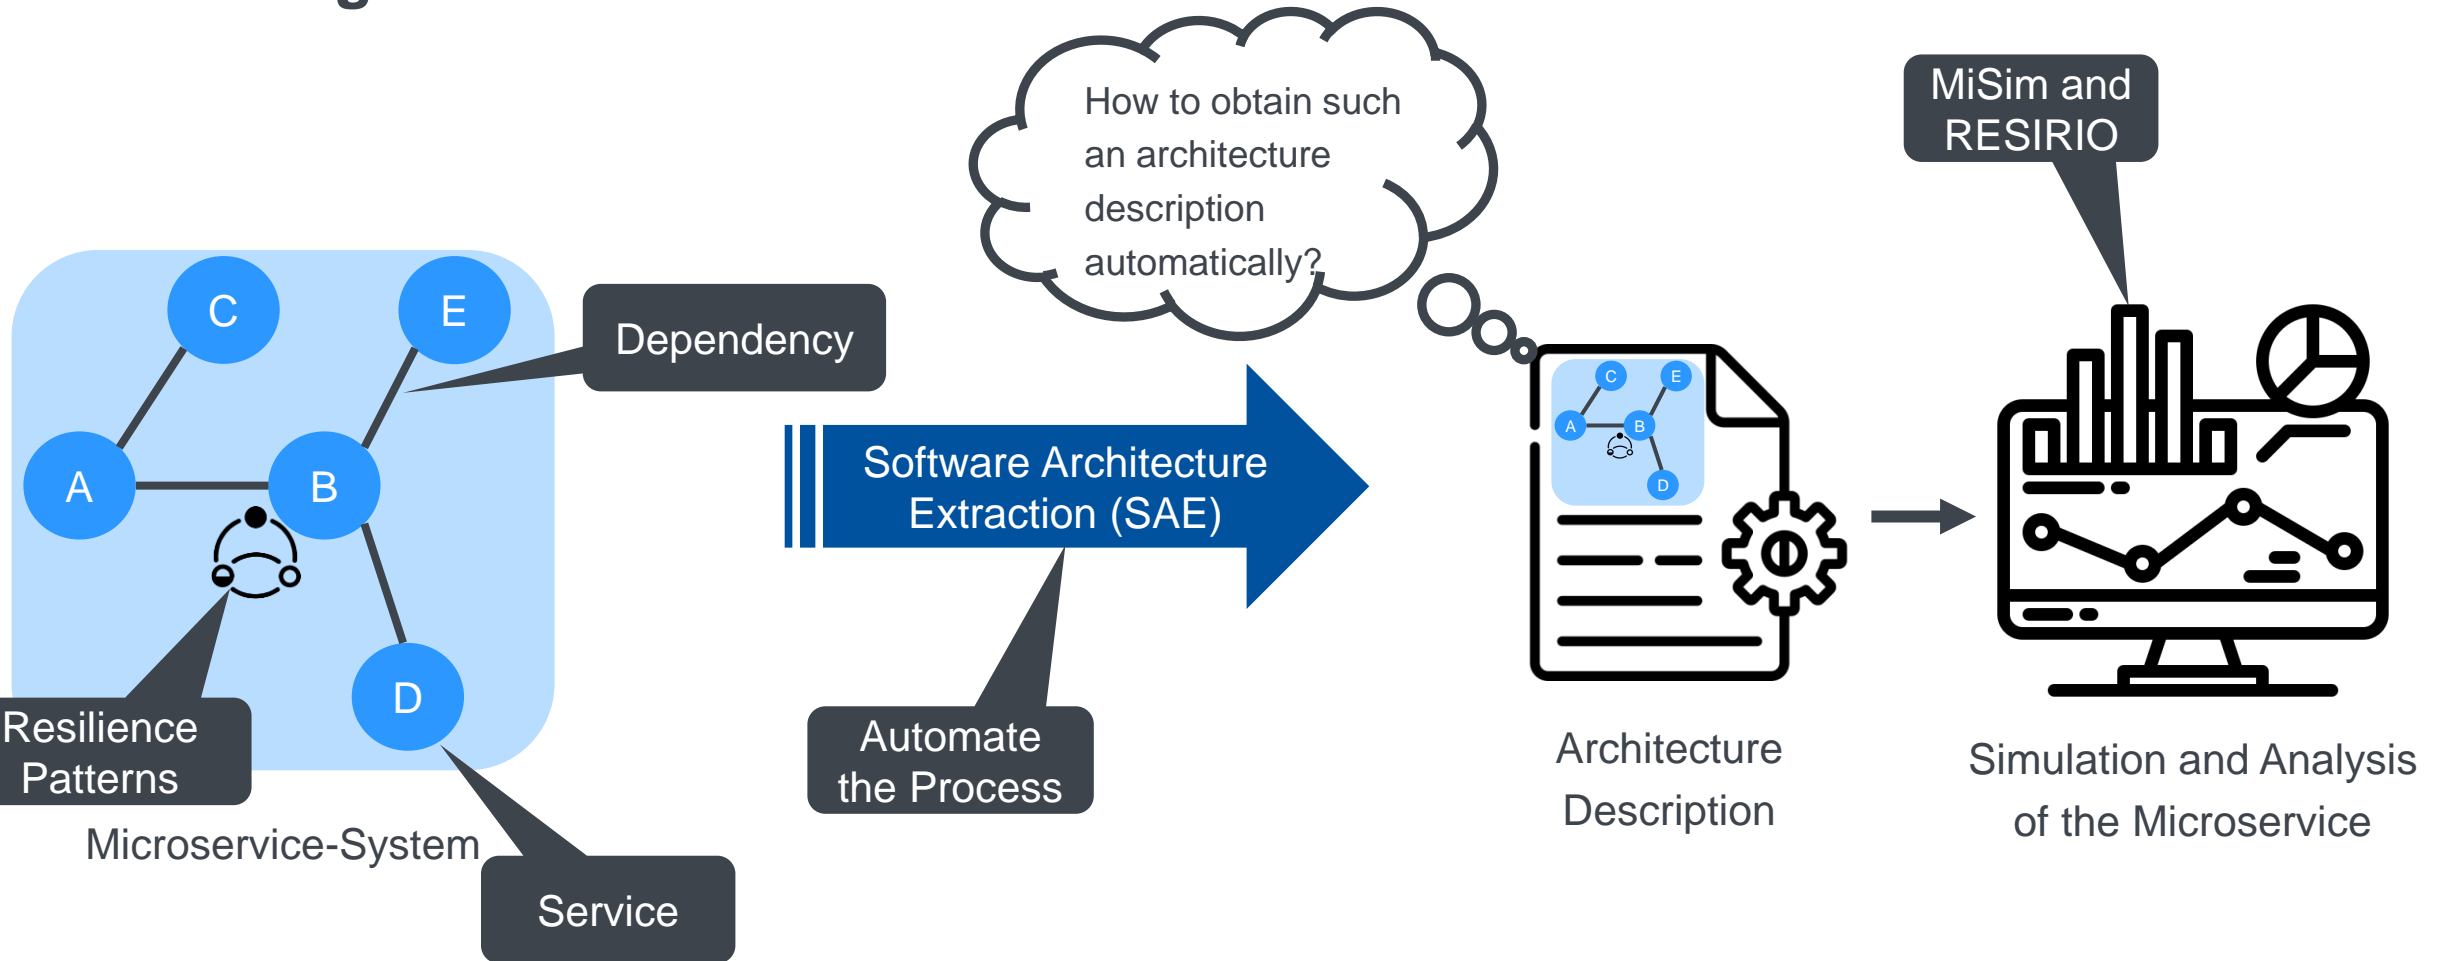 How to obtain such
an architecture
description
automatically?
MiSim and
RESIRIO
C
E
Dependency
A
B
D
Resilience
Patterns
Microservice-System
Service
Software Architecture
Extraction (SAE)
Automate
the Process
C
E
A
B
D
Architecture
Description
Simulation and Analysis
of the Microservice